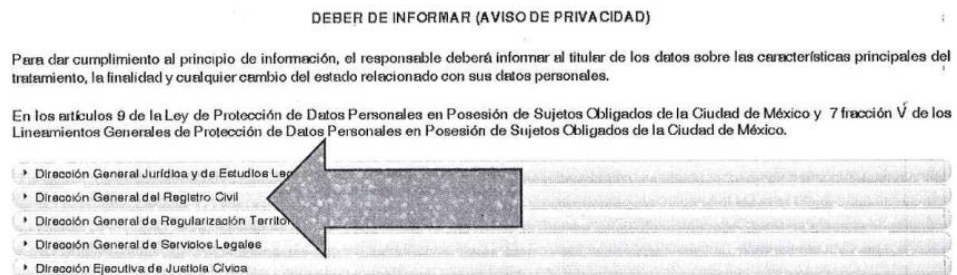 DEBER DE INFORMAR (AVISO DE PRIVACIDAD)
Para dar cumplimiento al principio de información, el responsable deberá informar al titular de los datos sobre las características principales del
tratamiento, la finalidad y cualquier cambio del estado relacionado con sus datos personales.
En los artículos 9 de la Ley de Protección de Datos Personales en Posesión de Sujetos Obligados de la Ciudad de México y 7 fracción V de los
Lineamientos Generales de Protección de Datos Personales en Posesión de Sujetos Obligados de la Ciudad de México.
Dirección General Jurídica y de Estudios Leg
Dirección General del Registro Civil
Dirección General de Regularización Territo
Dirección General de Servicios Legales
Dirección Ejecutiva de Justicia Cívica